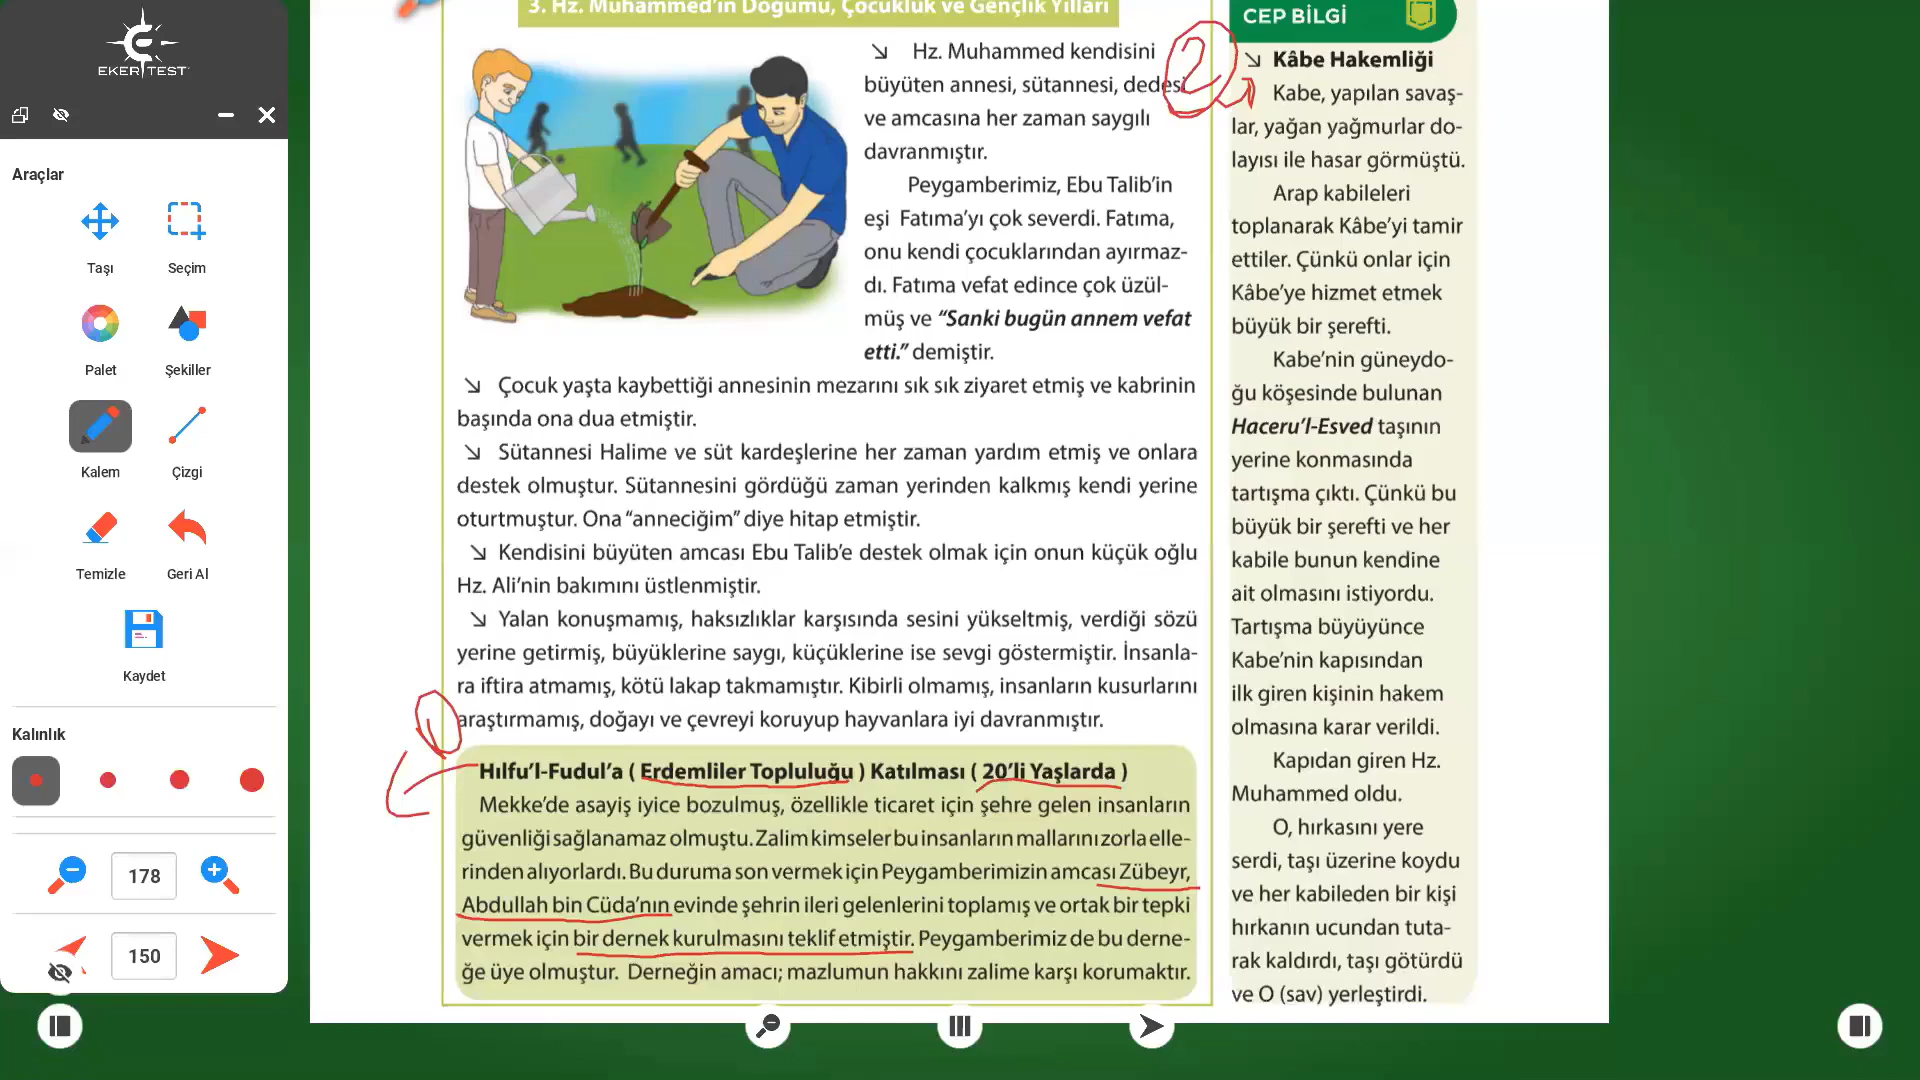 EKER TEST
Araçlar
Taşı
Seçim
Palet
Şekiller
Kalem
Çizgi
Temizle
Geri Al
Kaydet
Kalınlık
178
150
3. Hz. Muhammed'in Doğumu, Çocukluk ve Gençlik Yılları
↘ Hz. Muhammed kendisini
büyüten annesi, sütannesi, dedesi
ve amcasına her zaman saygılı
davranmıştır.
Peygamberimiz, Ebu Talib'in
eşi Fatıma'yı çok severdi. Fatıma,
onu kendi çocuklarından ayırmaz-
dı. Fatıma vefat edince çok üzül-
müş ve "Sanki bugün annem vefat
etti." demiştir.
↘ Çocuk yaşta kaybettiği annesinin mezarını sık sık ziyaret etmiş ve kabrinin
başında ona dua etmiştir.
↘ Sütannesi Halime ve süt kardeşlerine her zaman yardım etmiş ve onlara
destek olmuştur. Sütannesini gördüğü zaman yerinden kalkmış kendi yerine
oturtmuştur. Ona "anneciğim" diye hitap etmiştir.
↘ Kendisini büyüten amcası Ebu Talib'e destek olmak için onun küçük oğlu
Hz. Ali'nin bakımını üstlenmiştir.
↘ Yalan konuşmamış, haksızlıklar karşısında sesini yükseltmiş, verdiği sözü
yerine getirmiş, büyüklerine saygı, küçüklerine ise sevgi göstermiştir. İnsanla-
ra iftira atmamış, kötü lakap takmamıştır. Kibirli olmamış, insanların kusurlarını
araştırmamış, doğayı ve çevreyi koruyup hayvanlara iyi davranmıştır.
1
Hılfu'l-Fudul'a ( Erdemliler Topluluğu ) Katılması ( 20'li Yaşlarda )
Mekke'de asayiş iyice bozulmuş, özellikle ticaret için şehre gelen insanların
güvenliği sağlanamaz olmuştu. Zalim kimseler bu insanların mallarını zorla elle-
rinden alıyorlardı. Bu duruma son vermek için Peygamberimizin amcası Zübeyr,
Abdullah bin Cüda'nın evinde şehrin ileri gelenlerini toplamış ve ortak bir tepki
vermek için bir dernek kurulmasını teklif etmiştir. Peygamberimiz de bu derne-
ğe üye olmuştur. Derneğin amacı; mazlumun hakkını zalime karşı korumaktır.
CEP BİLGİ
2
↘ Kâbe Hakemliği
Kabe, yapılan savaş-
lar, yağan yağmurlar do-
layısı ile hasar görmüştü.
Arap kabileleri
toplanarak Kâbe'yi tamir
ettiler. Çünkü onlar için
Kâbe'ye hizmet etmek
büyük bir şerefti.
Kabe'nin güneydo-
ğu köşesinde bulunan
Haceru'l-Esved taşının
yerine konmasında
tartışma çıktı. Çünkü bu
büyük bir şerefti ve her
kabile bunun kendine
ait olmasını istiyordu.
Tartışma büyüyünce
Kabe'nin kapısından
ilk giren kişinin hakem
olmasına karar verildi.
Kapıdan giren Hz.
Muhammed oldu.
O, hırkasını yere
serdi, taşı üzerine koydu
ve her kabileden bir kişi
hırkanın ucundan tuta-
rak kaldırdı, taşı götürdü
ve O (sav) yerleştirdi.